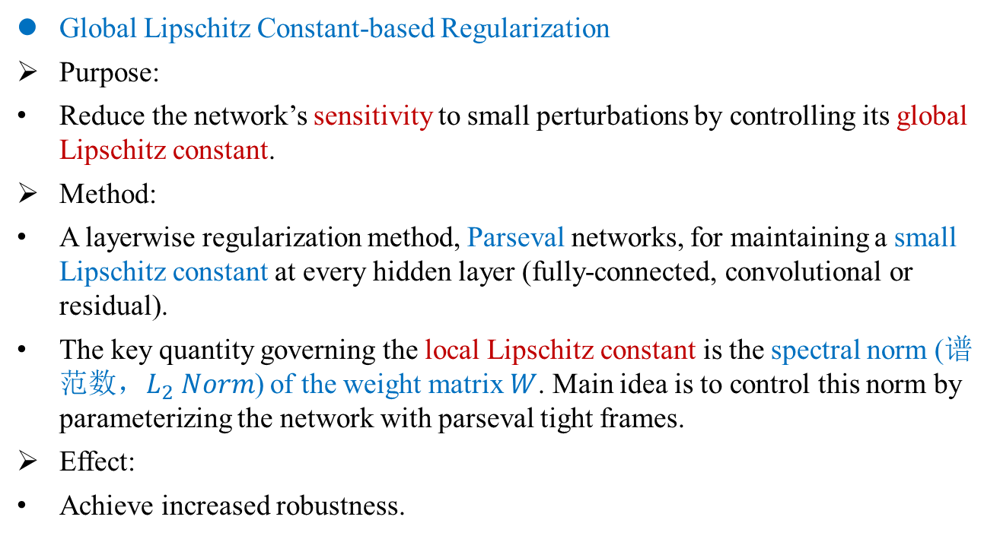 ● Global Lipschitz Constant-based Regularization
➢ Purpose:
• Reduce the network’s sensitivity to small perturbations by controlling its global
Lipschitz constant.
➢ Method:
• A layerwise regularization method, Parseval networks, for maintaining a small
Lipschitz constant at every hidden layer (fully-connected, convolutional or
residual).
• The key quantity governing the local Lipschitz constant is the spectral norm (谱
范数，L₂ Norm) of the weight matrix W. Main idea is to control this norm by
parameterizing the network with parseval tight frames.
➢ Effect:
• Achieve increased robustness.